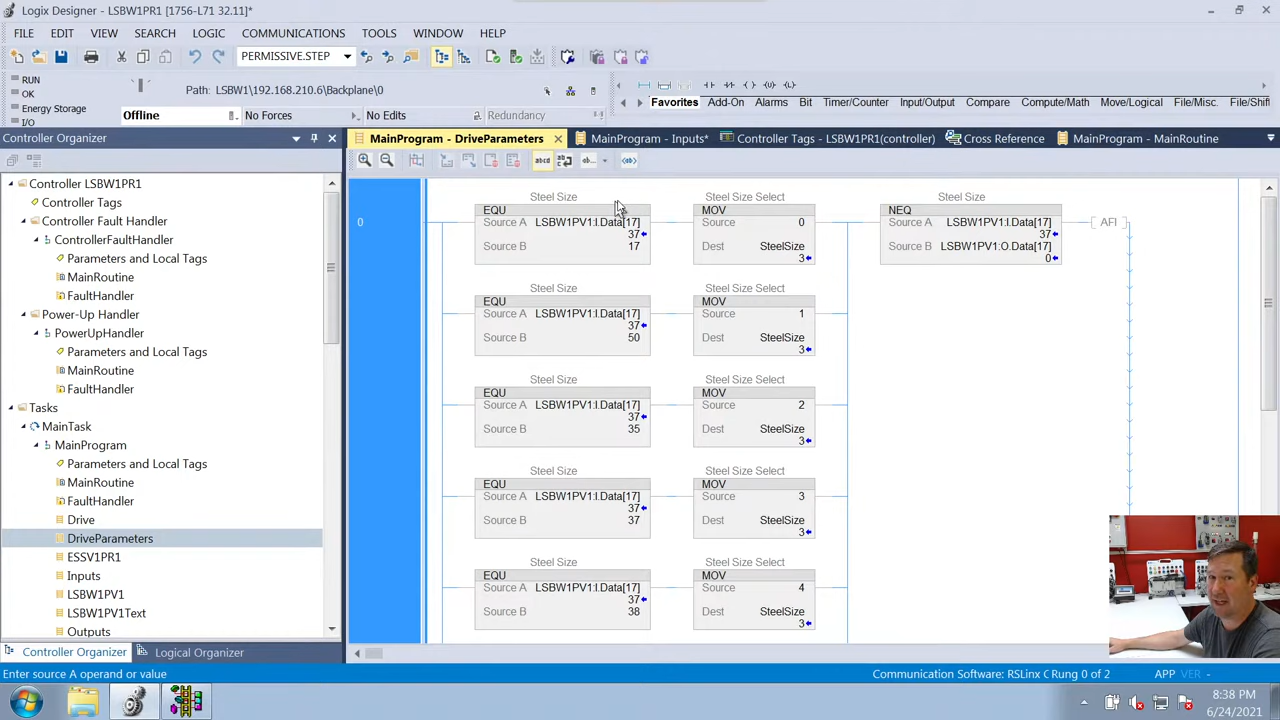 Logix Designer - LSBW1PR1 [1756-L71 32.11]*
FILE EDIT VIEW SEARCH LOGIC COMMUNICATIONS TOOLS WINDOW HELP
PERMISSIVE.STEP
RUN
OK
Energy Storage
I/O
Path: LSBW1\192.168.210.6\Backplane\0
Offline No Forces No Edits Redundancy
Favorites Add-On Alarms Bit Timer/Counter Input/Output Compare Compute/Math Move/Logical File/Misc. File/Shift
Controller Organizer
MainProgram - DriveParameters MainProgram - Inputs* Controller Tags - LSBW1PR1(controller) Cross Reference MainProgram - MainRoutine
Controller LSBW1PR1
Controller Tags
Controller Fault Handler
ControllerFaultHandler
Parameters and Local Tags
MainRoutine
FaultHandler
Power-Up Handler
PowerUpHandler
Parameters and Local Tags
MainRoutine
FaultHandler
Tasks
MainTask
MainProgram
Parameters and Local Tags
MainRoutine
FaultHandler
Drive
DriveParameters
ESSV1PR1
Inputs
LSBW1PV1
LSBW1PV1Text
Outputs
Controller Organizer Logical Organizer
0
Steel Size
EQU
Source A LSBW1PV1:I.Data[17]
37
Source B 17
Steel Size Select
MOV
Source 0
Dest SteelSize
3
Steel Size
NEQ
Source A LSBW1PV1:I.Data[17]
37
Source B LSBW1PV1:O.Data[17]
0
AFI
Steel Size
EQU
Source A LSBW1PV1:I.Data[17]
37
Source B 50
Steel Size Select
MOV
Source 1
Dest SteelSize
3
Steel Size
EQU
Source A LSBW1PV1:I.Data[17]
37
Source B 35
Steel Size Select
MOV
Source 2
Dest SteelSize
3
Steel Size
EQU
Source A LSBW1PV1:I.Data[17]
37
Source B 37
Steel Size Select
MOV
Source 3
Dest SteelSize
3
Steel Size
EQU
Source A LSBW1PV1:I.Data[17]
37
Source B 38
Steel Size Select
MOV
Source 4
Dest SteelSize
3
Enter source A operand or value
Communication Software: RSLinx C Rung 0 of 2 APP VER -
8:38 PM
6/24/2021